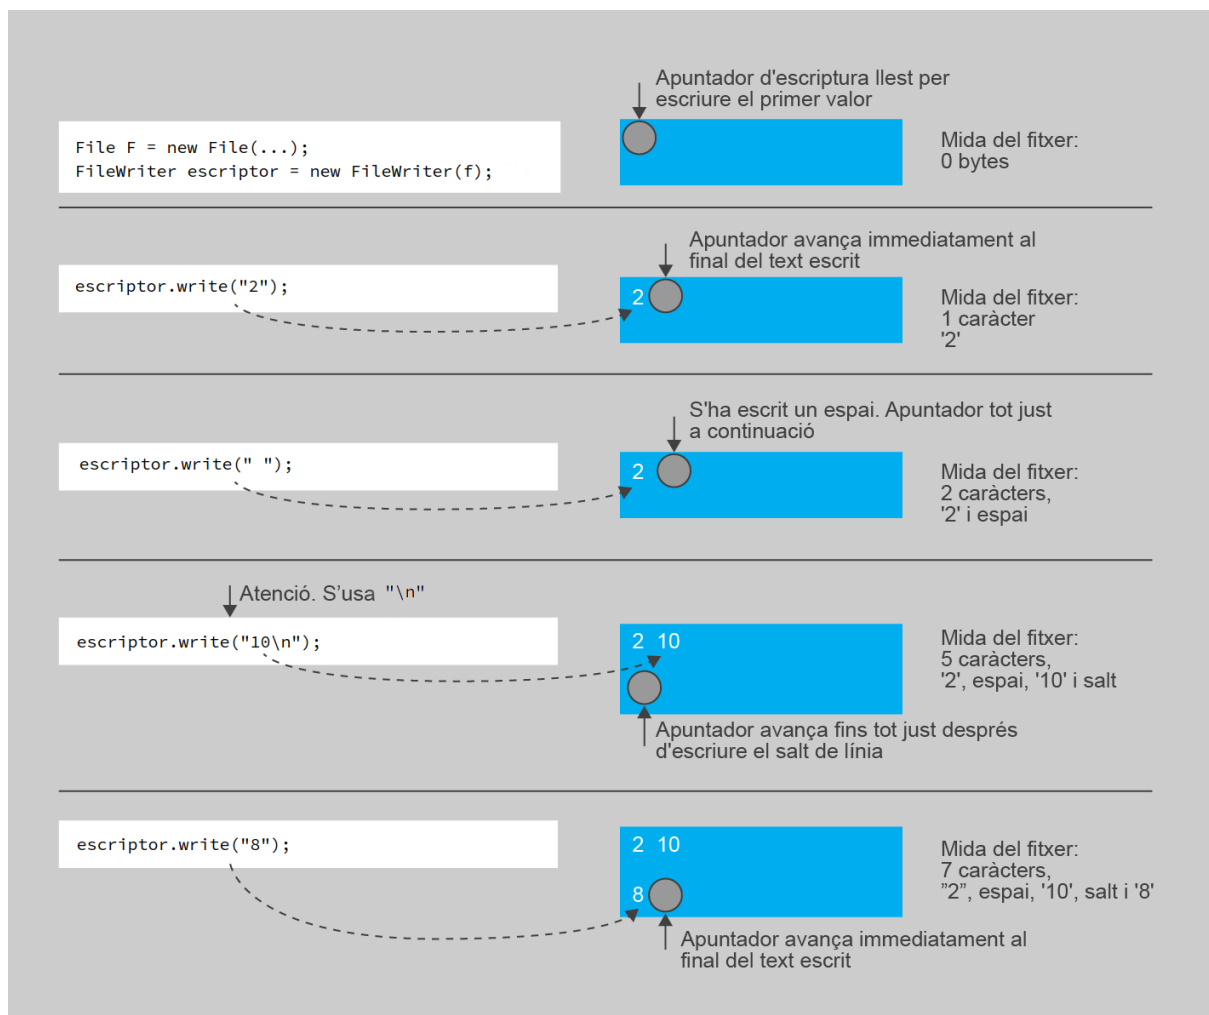 Apuntador d'escriptura llest per
escriure el primer valor
File F = new File(...);
FileWriter escriptor = new FileWriter(f);
Mida del fitxer:
0 bytes
Apuntador avança immediatament al
final del text escrit
escriptor.write("2");
2
Mida del fitxer:
1 caràcter
'2'
S'ha escrit un espai. Apuntador tot just
a continuació
escriptor.write(" ");
2
Mida del fitxer:
2 caràcters,
'2' i espai
Atenció. S’usa "\n"
escriptor.write("10\n");
2 10
Mida del fitxer:
5 caràcters,
'2', espai, '10' i salt
Apuntador avança fins tot just després
d'escriure el salt de línia
escriptor.write("8");
2 10
8
Mida del fitxer:
7 caràcters,
”2”, espai, '10', salt i '8'
Apuntador avança immediatament al
final del text escrit